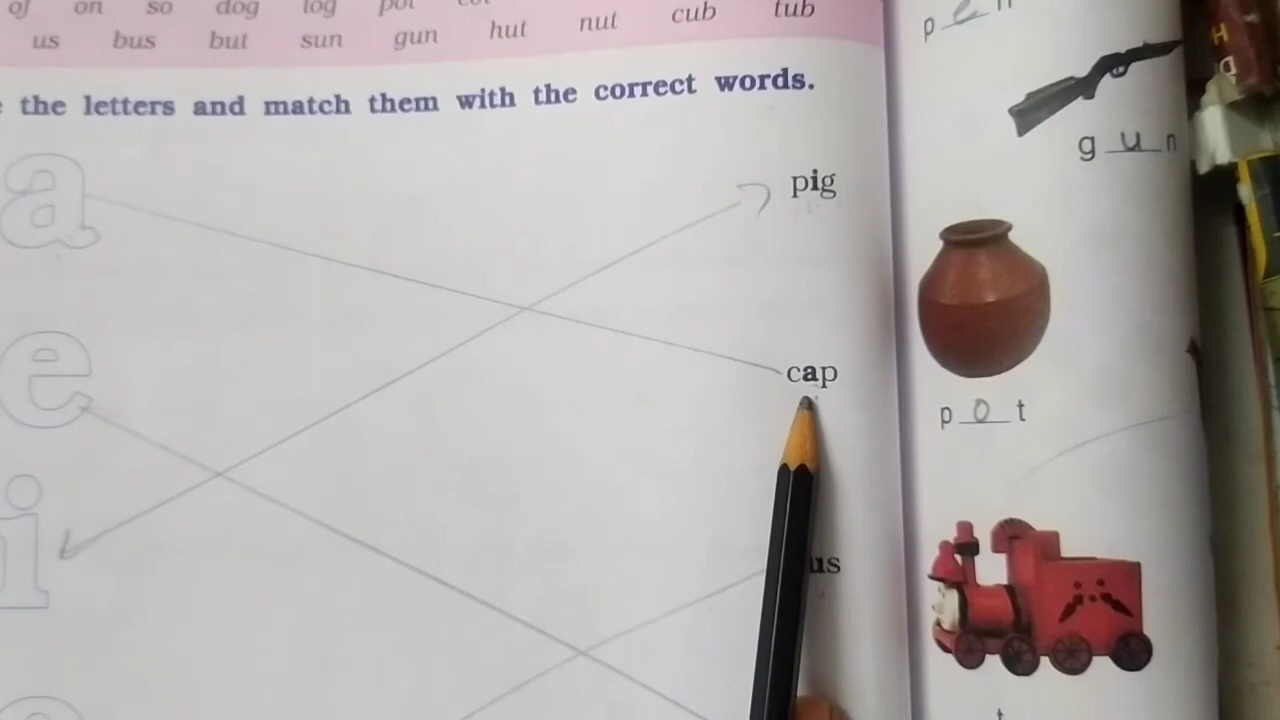 of on so dog log pot
us bus but sun gun hut nut cub tub
the letters and match them with the correct words.
a
pig
e
cap
i
us
p e n
g u n
p o t
t